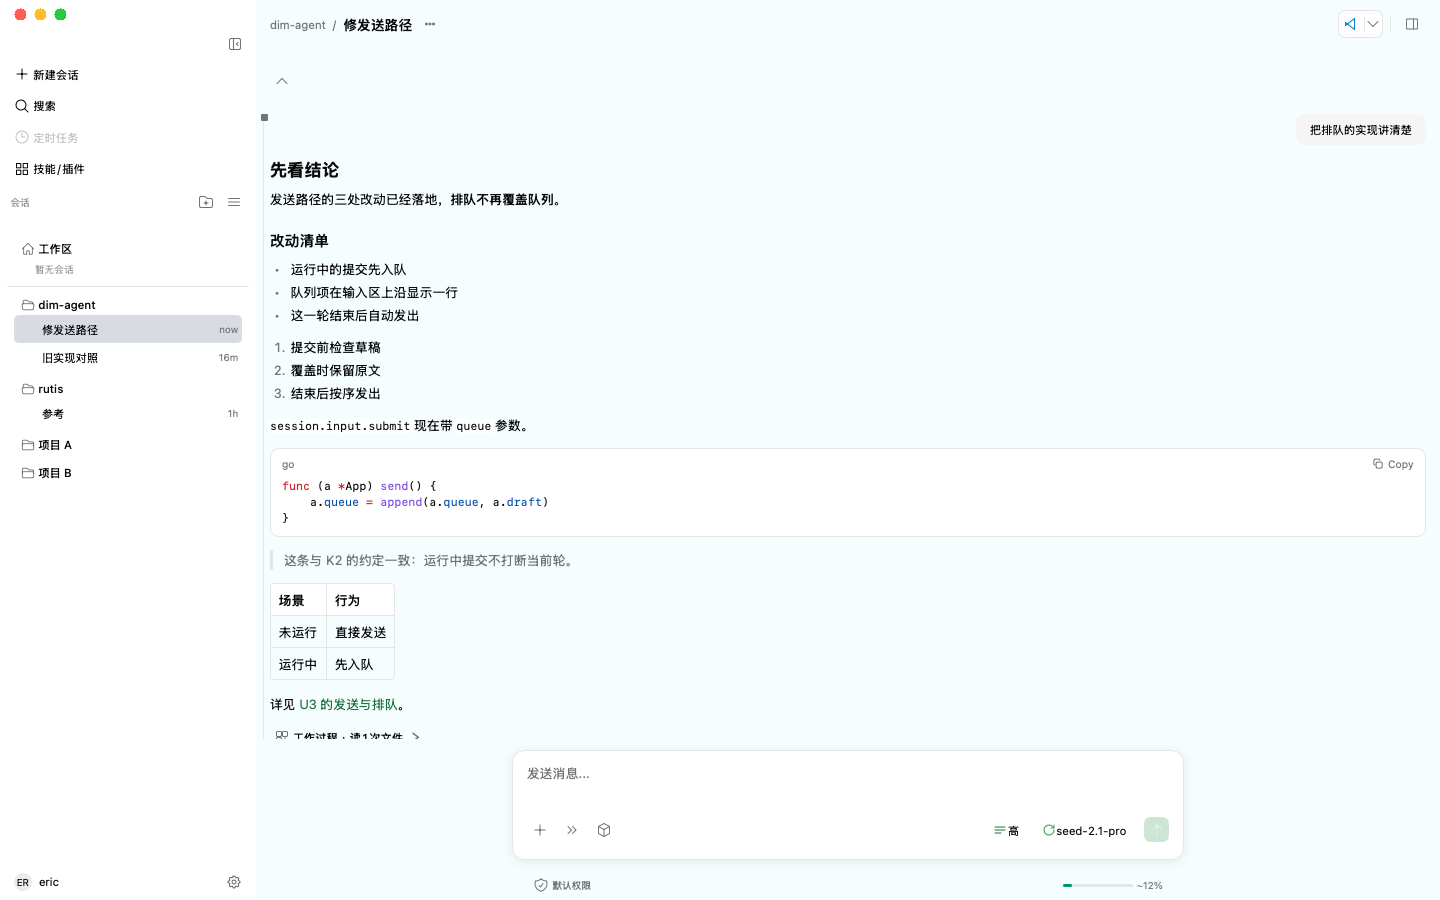 dim-agent / 修发送路径 ···
新建会话
搜索
定时任务
技能/插件
会话
工作区
暂无会话
dim-agent
修发送路径 now
旧实现对照 16m
rutis
参考 1h
项目 A
项目 B
ER eric
把排队的实现讲清楚
先看结论
发送路径的三处改动已经落地，排队不再覆盖队列。
改动清单
• 运行中的提交先入队
• 队列项在输入区上沿显示一行
• 这一轮结束后自动发出
1. 提交前检查草稿
2. 覆盖时保留原文
3. 结束后按序发出
session.input.submit 现在带 queue 参数。
go Copy
func (a *App) send() {
    a.queue = append(a.queue, a.draft)
}
这条与 K2 的约定一致：运行中提交不打断当前轮。
场景 行为
未运行 直接发送
运行中 先入队
详见 U3 的发送与排队。
工作过程 · 读 1 次文件
发送消息...
高 seed-2.1-pro
默认权限 ~12%